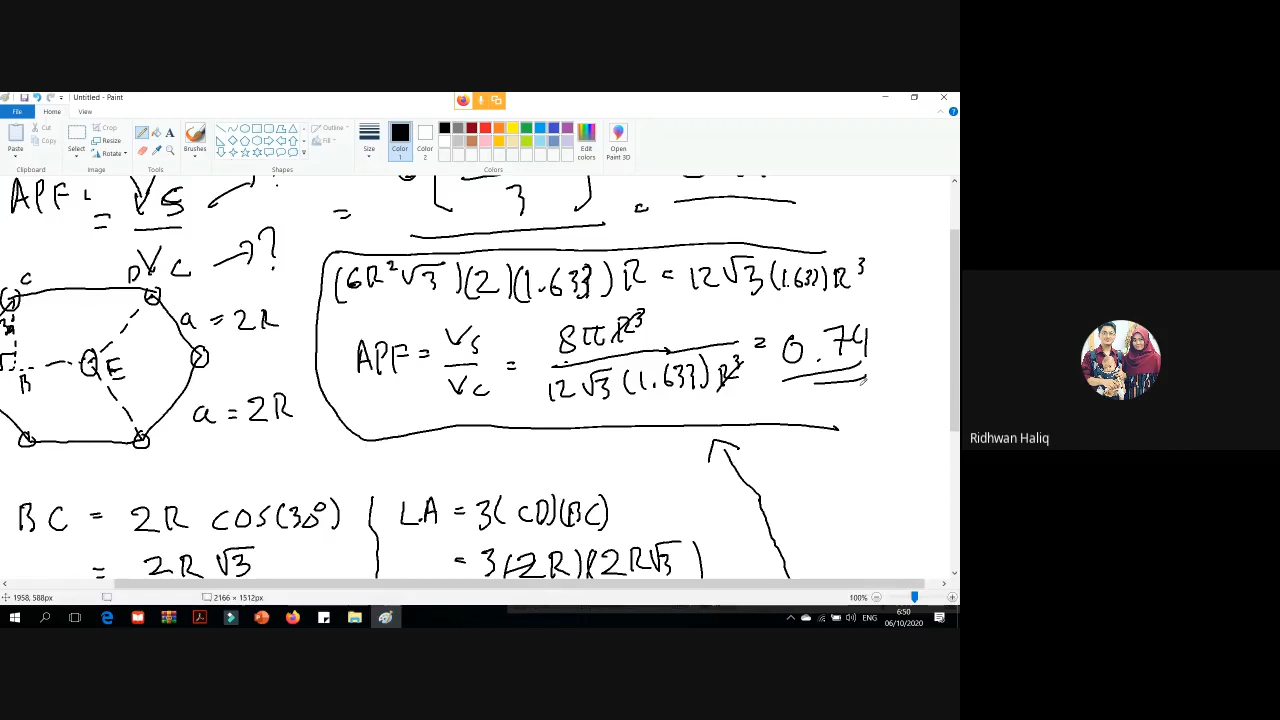 Untitled - Paint
File Home View
Paste
Cut
Copy
Clipboard
Select
Crop
Resize
Rotate
Image
Tools
Brushes
Shapes
Outline
Fill
Size
Color 1
Color 2
Colors
Edit colors
Open Paint 3D
APF = VS / VC
?
?
3
=
=
C
D
B
E
a = 2R
a = 2R
(6R²√3)(2)(1.633)R = 12√3(1.633)R³
APF = Vs / Vc = 8πR³ / 12√3(1.633)R³ = 0.74
BC = 2R cos(30°)
= 2R√3
LA = 3(CD)(BC)
= 3(2R)(2R√3)
1958, 588px
2166 × 1512px
100%
ENG
6:50
06/10/2020
Ridhwan Haliq